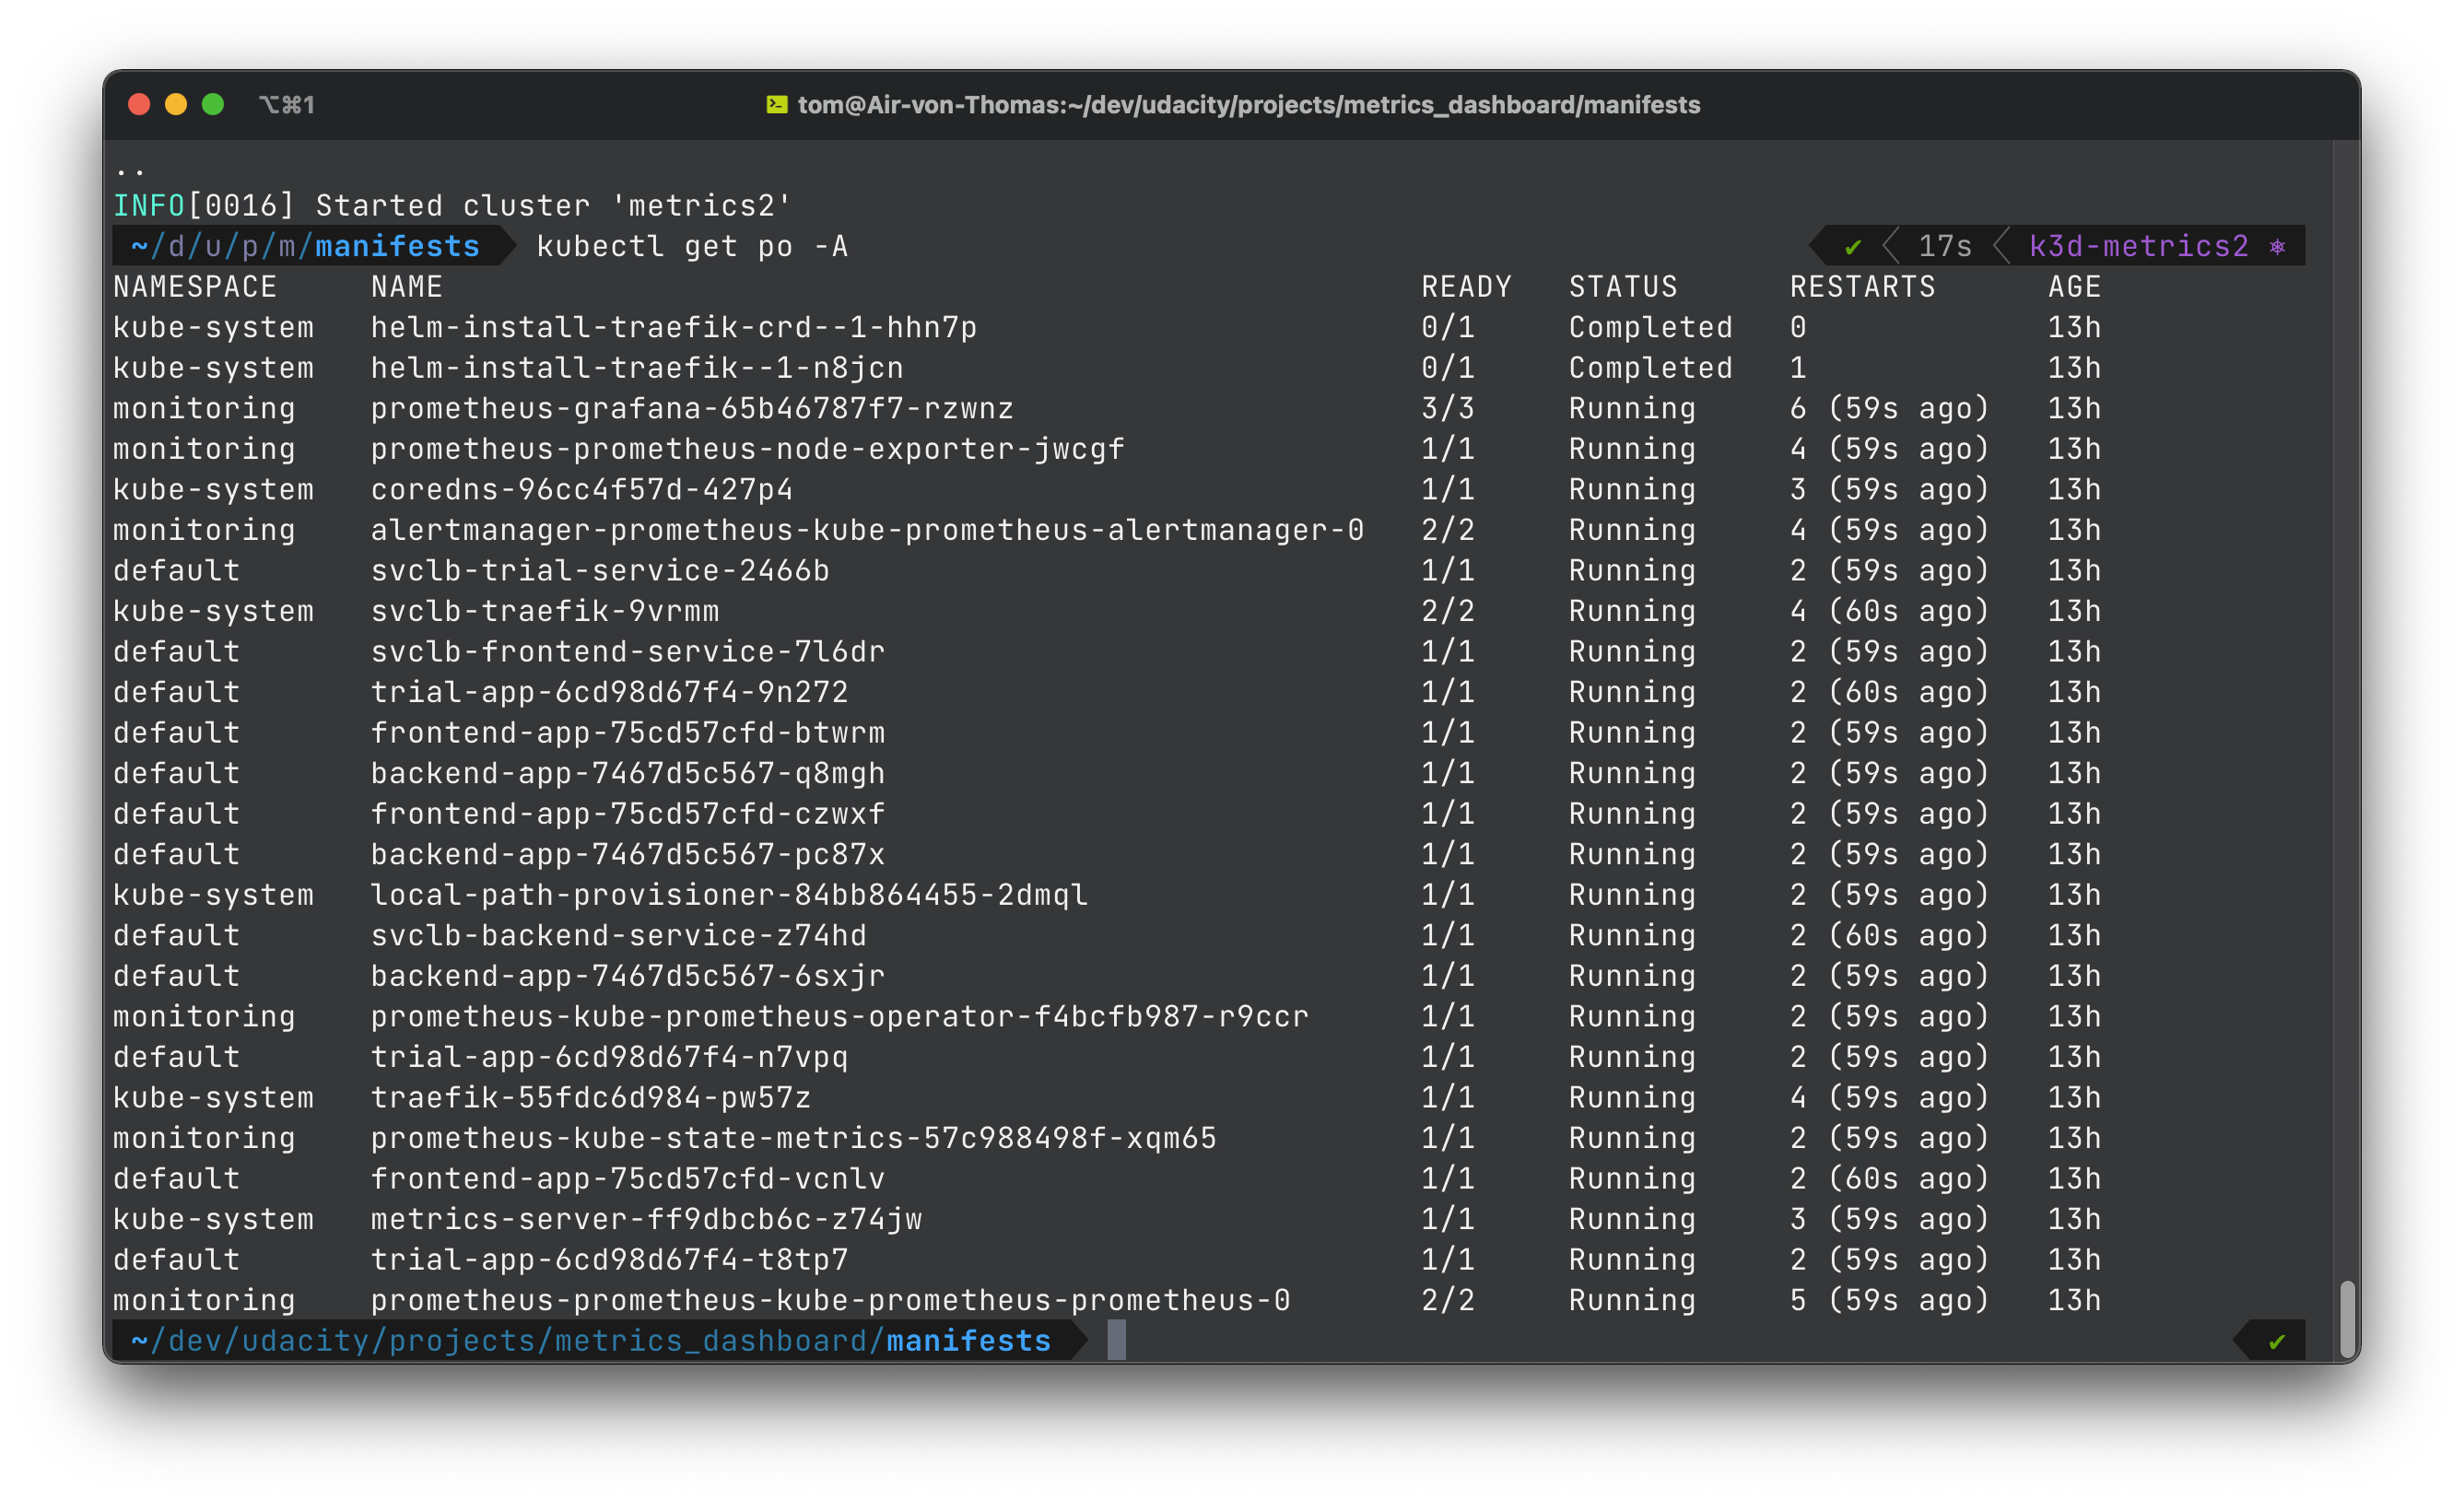 ⌥⌘1
tom@Air-von-Thomas:~/dev/udacity/projects/metrics_dashboard/manifests
..
INFO[0016] Started cluster 'metrics2'
~/d/u/p/m/manifests kubectl get po -A ✔ 17s k3d-metrics2 ⎈
NAMESPACE NAME READY STATUS RESTARTS AGE
kube-system helm-install-traefik-crd--1-hhn7p 0/1 Completed 0 13h
kube-system helm-install-traefik--1-n8jcn 0/1 Completed 1 13h
monitoring prometheus-grafana-65b46787f7-rzwnz 3/3 Running 6 (59s ago) 13h
monitoring prometheus-prometheus-node-exporter-jwcgf 1/1 Running 4 (59s ago) 13h
kube-system coredns-96cc4f57d-427p4 1/1 Running 3 (59s ago) 13h
monitoring alertmanager-prometheus-kube-prometheus-alertmanager-0 2/2 Running 4 (59s ago) 13h
default svclb-trial-service-2466b 1/1 Running 2 (59s ago) 13h
kube-system svclb-traefik-9vrmm 2/2 Running 4 (60s ago) 13h
default svclb-frontend-service-7l6dr 1/1 Running 2 (59s ago) 13h
default trial-app-6cd98d67f4-9n272 1/1 Running 2 (60s ago) 13h
default frontend-app-75cd57cfd-btwrm 1/1 Running 2 (59s ago) 13h
default backend-app-7467d5c567-q8mgh 1/1 Running 2 (59s ago) 13h
default frontend-app-75cd57cfd-czwxf 1/1 Running 2 (59s ago) 13h
default backend-app-7467d5c567-pc87x 1/1 Running 2 (59s ago) 13h
kube-system local-path-provisioner-84bb864455-2dmql 1/1 Running 2 (59s ago) 13h
default svclb-backend-service-z74hd 1/1 Running 2 (60s ago) 13h
default backend-app-7467d5c567-6sxjr 1/1 Running 2 (59s ago) 13h
monitoring prometheus-kube-prometheus-operator-f4bcfb987-r9ccr 1/1 Running 2 (59s ago) 13h
default trial-app-6cd98d67f4-n7vpq 1/1 Running 2 (59s ago) 13h
kube-system traefik-55fdc6d984-pw57z 1/1 Running 4 (59s ago) 13h
monitoring prometheus-kube-state-metrics-57c988498f-xqm65 1/1 Running 2 (59s ago) 13h
default frontend-app-75cd57cfd-vcnlv 1/1 Running 2 (60s ago) 13h
kube-system metrics-server-ff9dbcb6c-z74jw 1/1 Running 3 (59s ago) 13h
default trial-app-6cd98d67f4-t8tp7 1/1 Running 2 (59s ago) 13h
monitoring prometheus-prometheus-kube-prometheus-prometheus-0 2/2 Running 5 (59s ago) 13h
~/dev/udacity/projects/metrics_dashboard/manifests ✔